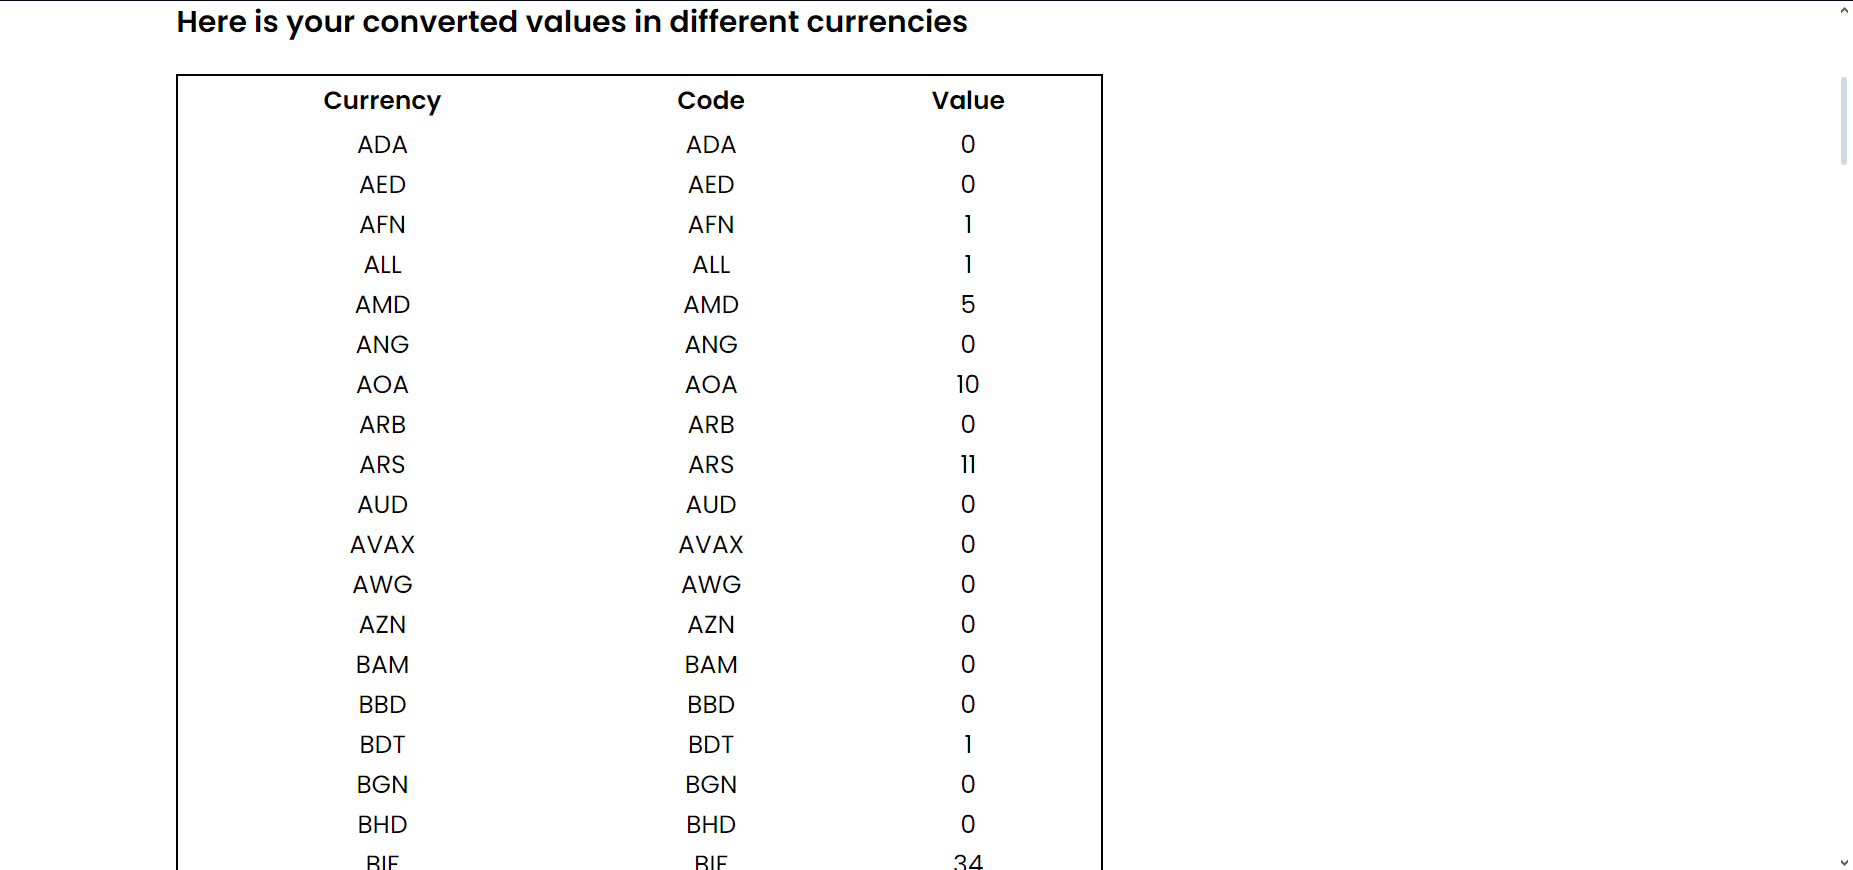 Here is your converted values in different currencies
Currency Code Value
ADA ADA 0
AED AED 0
AFN AFN 1
ALL ALL 1
AMD AMD 5
ANG ANG 0
AOA AOA 10
ARB ARB 0
ARS ARS 11
AUD AUD 0
AVAX AVAX 0
AWG AWG 0
AZN AZN 0
BAM BAM 0
BBD BBD 0
BDT BDT 1
BGN BGN 0
BHD BHD 0
BIF BIF 34